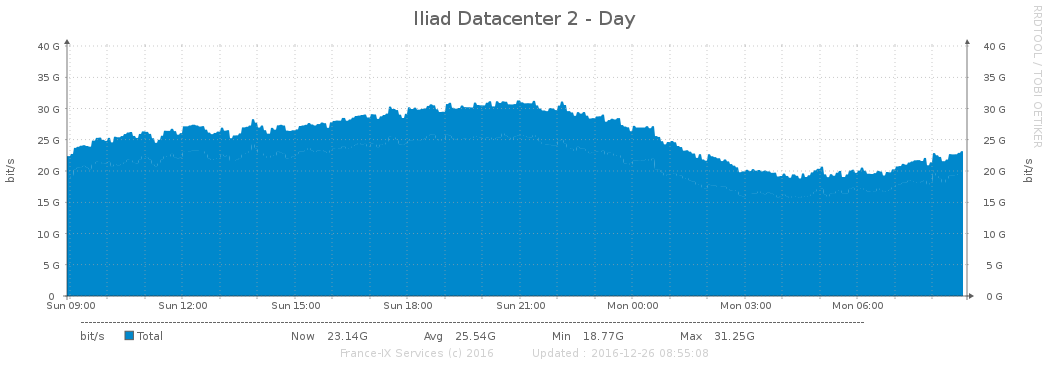 Iliad Datacenter 2 - Day
RRDTOOL / TOBI OETIKER
bit/s
40 G
35 G
30 G
25 G
20 G
15 G
10 G
5 G
0
40 G
35 G
30 G
25 G
20 G
15 G
10 G
5 G
0 G
bit/s
Sun 09:00 Sun 12:00 Sun 15:00 Sun 18:00 Sun 21:00 Mon 00:00 Mon 03:00 Mon 06:00
bit/s Total Now 23.14G Avg 25.54G Min 18.77G Max 31.25G
France-IX Services (c) 2016 Updated : 2016-12-26 08:55:08